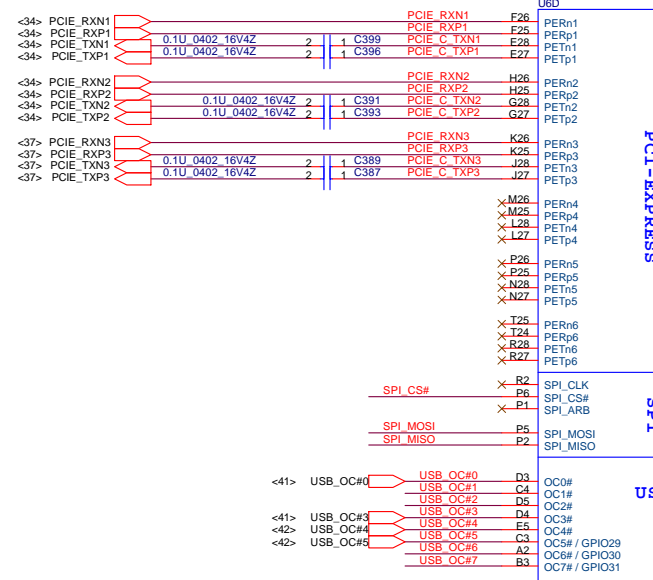 U6D
<34> PCIE_RXN1 PCIE_RXN1 F26 PERn1
<34> PCIE_RXP1 PCIE_RXP1 F25 PERp1
<34> PCIE_TXN1 0.1U_0402_16V4Z 2 1 C399 PCIE_C_TXN1 E28 PETn1
<34> PCIE_TXP1 0.1U_0402_16V4Z 2 1 C396 PCIE_C_TXP1 E27 PETp1
<34> PCIE_RXN2 PCIE_RXN2 H26 PERn2
<34> PCIE_RXP2 PCIE_RXP2 H25 PERp2
<34> PCIE_TXN2 0.1U_0402_16V4Z 2 1 C391 PCIE_C_TXN2 G28 PETn2
<34> PCIE_TXP2 0.1U_0402_16V4Z 2 1 C393 PCIE_C_TXP2 G27 PETp2
<37> PCIE_RXN3 PCIE_RXN3 K26 PERn3
<37> PCIE_RXP3 PCIE_RXP3 K25 PERp3
<37> PCIE_TXN3 0.1U_0402_16V4Z 2 1 C389 PCIE_C_TXN3 J28 PETn3
<37> PCIE_TXP3 0.1U_0402_16V4Z 2 1 C387 PCIE_C_TXP3 J27 PETp3
PCI-EXPRESS
M26 PERn4
M25 PERp4
L28 PETn4
L27 PETp4
P26 PERn5
P25 PERp5
N28 PETn5
N27 PETp5
T25 PERn6
T24 PERp6
R28 PETn6
R27 PETp6
R2 SPI_CLK
SPI_CS# P6 SPI_CS#
P1 SPI_ARB
SPI
SPI_MOSI P5 SPI_MOSI
SPI_MISO P2 SPI_MISO
<41> USB_OC#0 USB_OC#0 D3 OC0#
USB_OC#1 C4 OC1#
USB_OC#2 D5 OC2#
<41> USB_OC#3 USB_OC#3 D4 OC3#
<42> USB_OC#4 USB_OC#4 E5 OC4#
<42> USB_OC#5 USB_OC#5 C3 OC5# / GPIO29
USB_OC#6 A2 OC6# / GPIO30
USB_OC#7 B3 OC7# / GPIO31